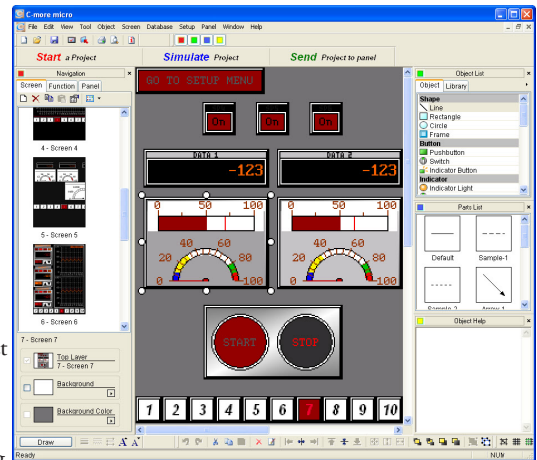 C-more micro
File Edit View Tool Object Screen Database Setup Panel Window Help
Start a Project Simulate Project Send Project to panel
Navigation
Screen Function Panel
4 - Screen 4
5 - Screen 5
6 - Screen 6
7 - Screen 7
Top Layer
7 - Screen 7
Background
Background Color
Draw
Ready
GO TO SETUP MENU
On On On
DATA 1 DATA 2
-123 -123
0 50 100 0 50 100
20 40 60 80 20 40 60 80
0 100 0 100
START STOP
1 2 3 4 5 6 7 8 9 10
Object List
Object Library
Shape
Line
Rectangle
Circle
Frame
Button
Pushbutton
Switch
Indicator Button
Indicator
Indicator Light
Parts List
Default Sample-1
Sample-2 Arrow-1
Object Help
NUM
t